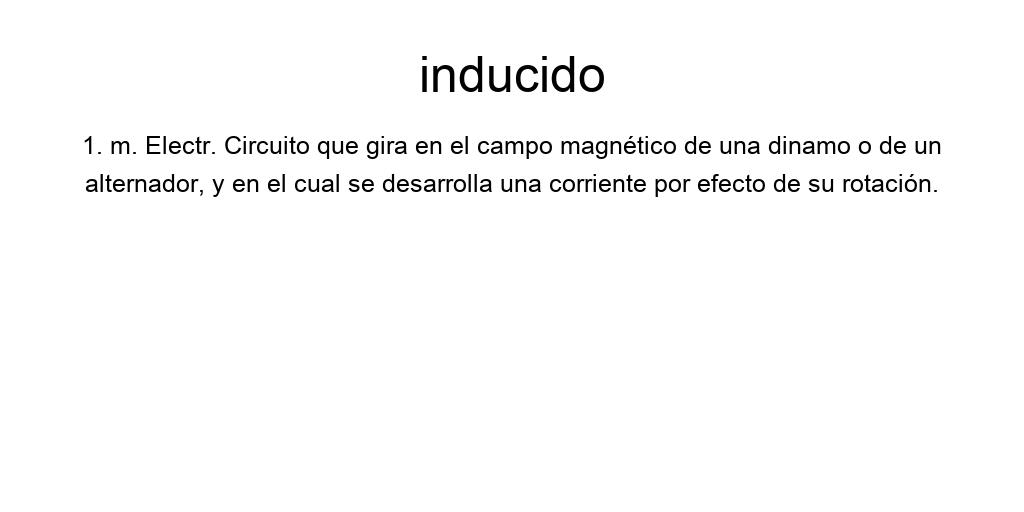 inducido
1. m. Electr. Circuito que gira en el campo magnético de una dinamo o de un
alternador, y en el cual se desarrolla una corriente por efecto de su rotación.